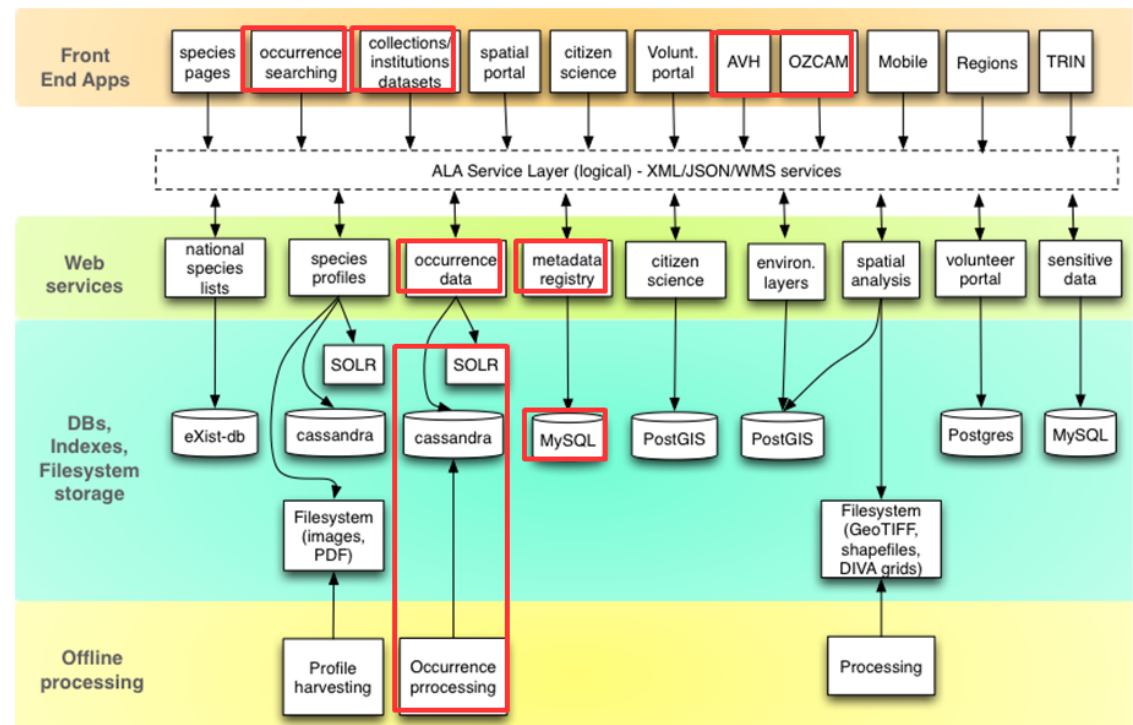 Front
End Apps
species
pages
occurrence
searching
collections/
institutions
datasets
spatial
portal
citizen
science
Volunt.
portal
AVH
OZCAM
Mobile
Regions
TRIN
ALA Service Layer (logical) - XML/JSON/WMS services
Web
services
national
species
lists
species
profiles
occurrence
data
metadata
registry
citizen
science
environ.
layers
spatial
analysis
volunteer
portal
sensitive
data
DBs,
Indexes,
Filesystem
storage
SOLR
SOLR
eXist-db
cassandra
cassandra
MySQL
PostGIS
PostGIS
Postgres
MySQL
Filesystem
(images,
PDF)
Filesystem
(GeoTIFF,
shapefiles,
DIVA grids)
Offline
processing
Profile
harvesting
Occurrence
prrocessing
Processing